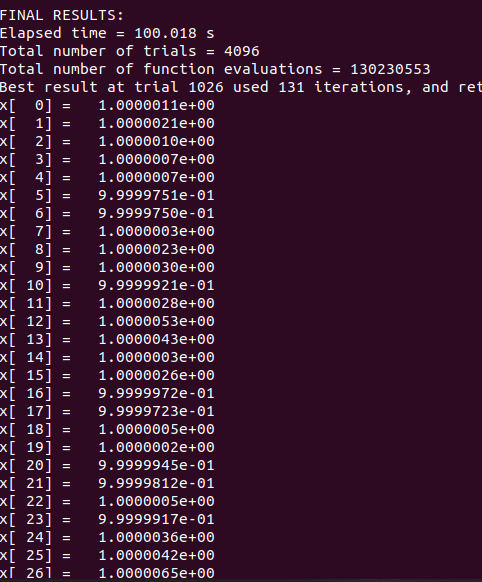 FINAL RESULTS:
Elapsed time = 100.018 s
Total number of trials = 4096
Total number of function evaluations = 130230553
Best result at trial 1026 used 131 iterations, and ret
x[  0] =   1.0000011e+00
x[  1] =   1.0000021e+00
x[  2] =   1.0000010e+00
x[  3] =   1.0000007e+00
x[  4] =   1.0000007e+00
x[  5] =   9.9999751e-01
x[  6] =   9.9999750e-01
x[  7] =   1.0000003e+00
x[  8] =   1.0000023e+00
x[  9] =   1.0000030e+00
x[ 10] =   9.9999921e-01
x[ 11] =   1.0000028e+00
x[ 12] =   1.0000053e+00
x[ 13] =   1.0000043e+00
x[ 14] =   1.0000003e+00
x[ 15] =   1.0000026e+00
x[ 16] =   9.9999972e-01
x[ 17] =   9.9999723e-01
x[ 18] =   1.0000005e+00
x[ 19] =   1.0000002e+00
x[ 20] =   9.9999945e-01
x[ 21] =   9.9999812e-01
x[ 22] =   1.0000005e+00
x[ 23] =   9.9999917e-01
x[ 24] =   1.0000036e+00
x[ 25] =   1.0000042e+00
x[ 26] =   1.0000065e+00